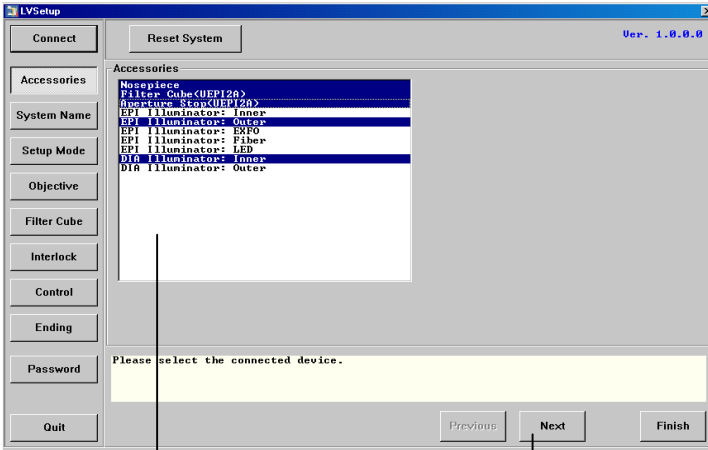 LVSetup
Connect
Reset System
Ver. 1.0.0.0
Accessories
System Name
Setup Mode
Objective
Filter Cube
Interlock
Control
Ending
Password
Quit
Accessories
Nosepiece
Filter Cube(UEPI2A)
Aperture Stop(UEPI2A)
EPI Illuminator: Inner
EPI Illuminator: Outer
EPI Illuminator: EXFO
EPI Illuminator: Fiber
EPI Illuminator: LED
DIA Illuminator: Inner
DIA Illuminator: Outer
Please select the connected device.
Previous
Next
Finish